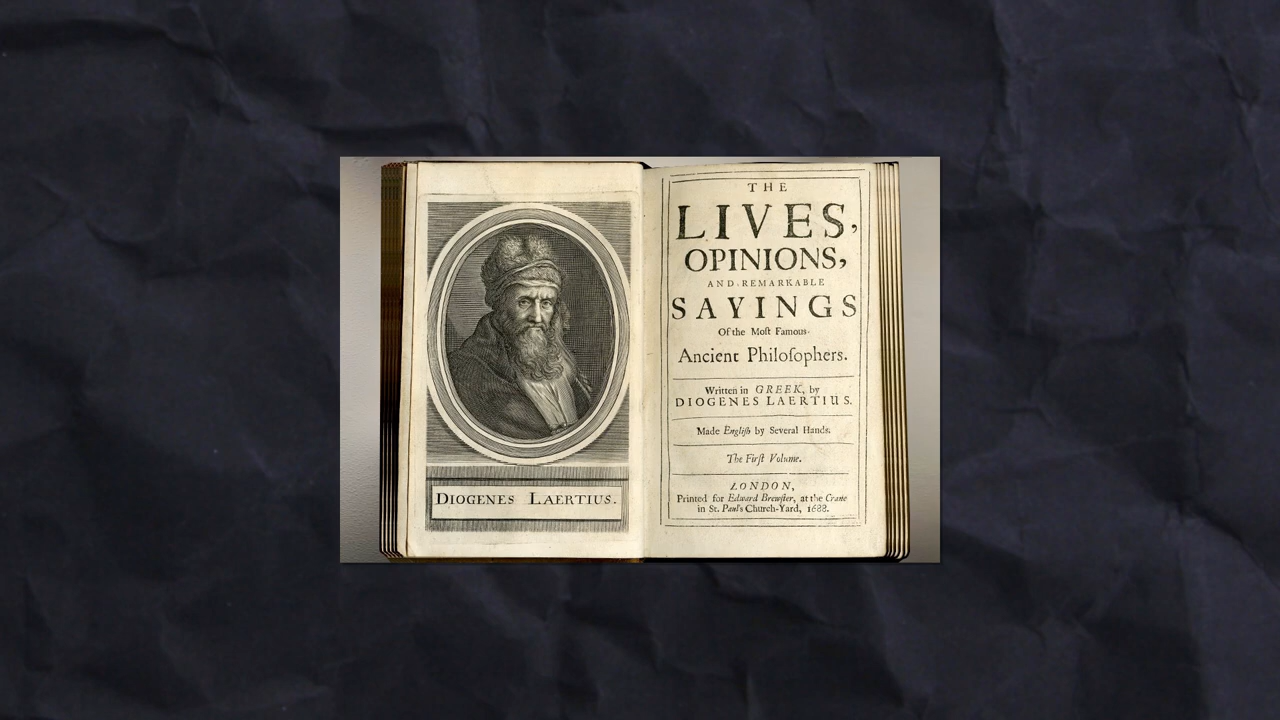 DIOGENES LAERTIUS.
THE
LIVES,
OPINIONS,
AND REMARKABLE
SAYINGS
Of the Moſt Famous
Ancient Philoſophers.
Written in GREEK, by
DIOGENES LAERTIUS.
Made Engliſh by Several Hands.
The Firſt Volume.
LONDON,
Printed for Edward Brewſter, at the Crane
in St. Paul's Church-Yard, 1688.